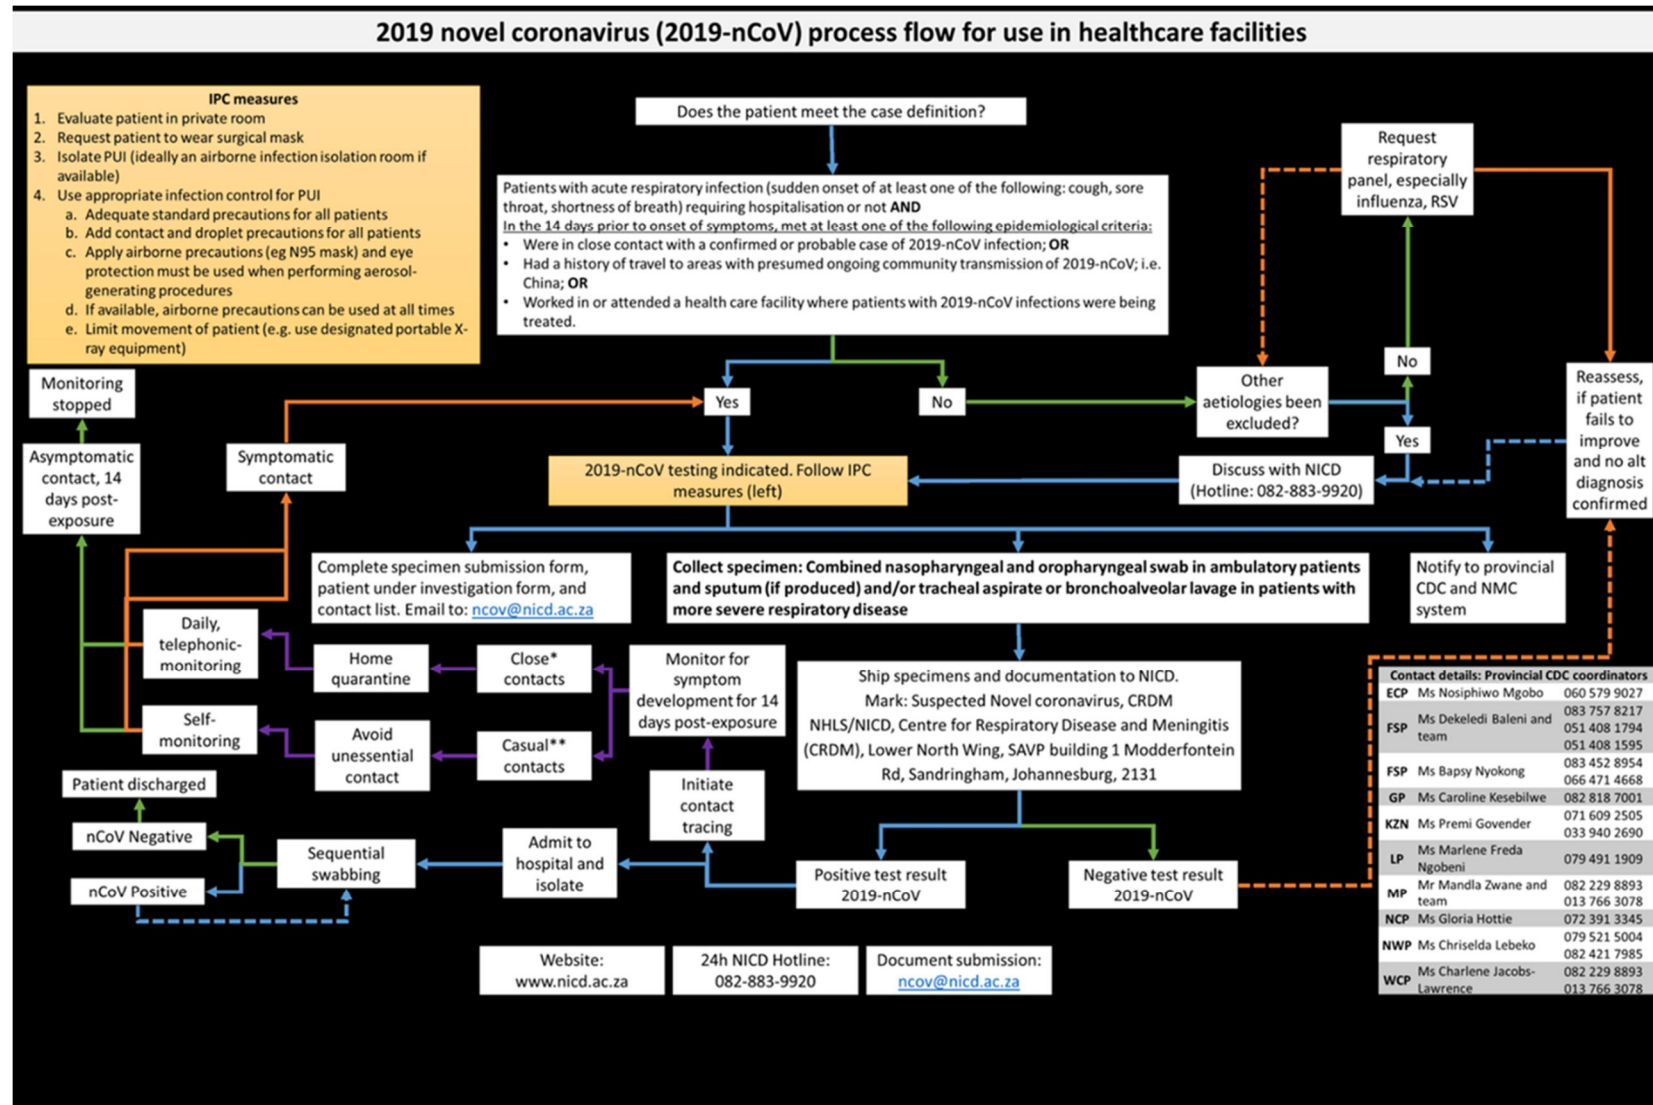 2019 novel coronavirus (2019-nCoV) process flow for use in healthcare facilities
IPC measures
1. Evaluate patient in private room
2. Request patient to wear surgical mask
3. Isolate PUI (ideally an airborne infection isolation room if
available)
4. Use appropriate infection control for PUI
a. Adequate standard precautions for all patients
b. Add contact and droplet precautions for all patients
c. Apply airborne precautions (eg N95 mask) and eye
protection must be used when performing aerosol-
generating procedures
d. If available, airborne precautions can be used at all times
e. Limit movement of patient (e.g. use designated portable X-
ray equipment)
Does the patient meet the case definition?
Patients with acute respiratory infection (sudden onset of at least one of the following: cough, sore
throat, shortness of breath) requiring hospitalisation or not AND
In the 14 days prior to onset of symptoms, met at least one of the following epidemiological criteria:
• Were in close contact with a confirmed or probable case of 2019-nCoV infection; OR
• Had a history of travel to areas with presumed ongoing community transmission of 2019-nCoV; i.e.
China; OR
• Worked in or attended a health care facility where patients with 2019-nCoV infections were being
treated.
Request
respiratory
panel, especially
influenza, RSV
Yes
No
Other
aetiologies been
excluded?
No
Yes
Reassess,
if patient
fails to
improve
and no alt
diagnosis
confirmed
Discuss with NICD
(Hotline: 082-883-9920)
2019-nCoV testing indicated. Follow IPC
measures (left)
Monitoring
stopped
Asymptomatic
contact, 14
days post-
exposure
Symptomatic
contact
Complete specimen submission form,
patient under investigation form, and
contact list. Email to: ncov@nicd.ac.za
Collect specimen: Combined nasopharyngeal and oropharyngeal swab in ambulatory patients
and sputum (if produced) and/or tracheal aspirate or bronchoalveolar lavage in patients with
more severe respiratory disease
Notify to provincial
CDC and NMC
system
Daily,
telephonic-
monitoring
Home
quarantine
Close*
contacts
Monitor for
symptom
development for 14
days post-exposure
Self-
monitoring
Avoid
unessential
contact
Casual**
contacts
Ship specimens and documentation to NICD.
Mark: Suspected Novel coronavirus, CRDM
NHLS/NICD, Centre for Respiratory Disease and Meningitis
(CRDM), Lower North Wing, SAVP building 1 Modderfontein
Rd, Sandringham, Johannesburg, 2131
Patient discharged
nCoV Negative
nCoV Positive
Sequential
swabbing
Admit to
hospital and
isolate
Initiate
contact
tracing
Positive test result
2019-nCoV
Negative test result
2019-nCoV
Contact details: Provincial CDC coordinators
ECP Ms Nosiphiwo Mgobo 060 579 9027
FSP Ms Dekeledi Baleni and team 083 757 8217
051 408 1794
051 408 1595
FSP Ms Bapsy Nyokong 083 452 8954
066 471 4668
GP Ms Caroline Kesebilwe 082 818 7001
KZN Ms Premi Govender 071 609 2505
033 940 2690
LP Ms Marlene Freda Ngobeni 079 491 1909
MP Mr Mandla Zwane and team 082 229 8893
013 766 3078
NCP Ms Gloria Hottie 072 391 3345
NWP Ms Chriselda Lebeko 079 521 5004
082 421 7985
WCP Ms Charlene Jacobs-Lawrence 082 229 8893
013 766 3078
Website:
www.nicd.ac.za
24h NICD Hotline:
082-883-9920
Document submission:
ncov@nicd.ac.za